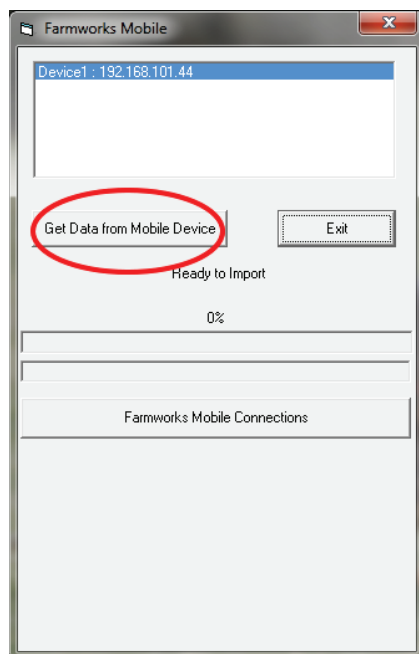 Farmworks Mobile
Device1 : 192.168.101.44
Get Data from Mobile Device
Exit
Ready to Import
0%
Farmworks Mobile Connections